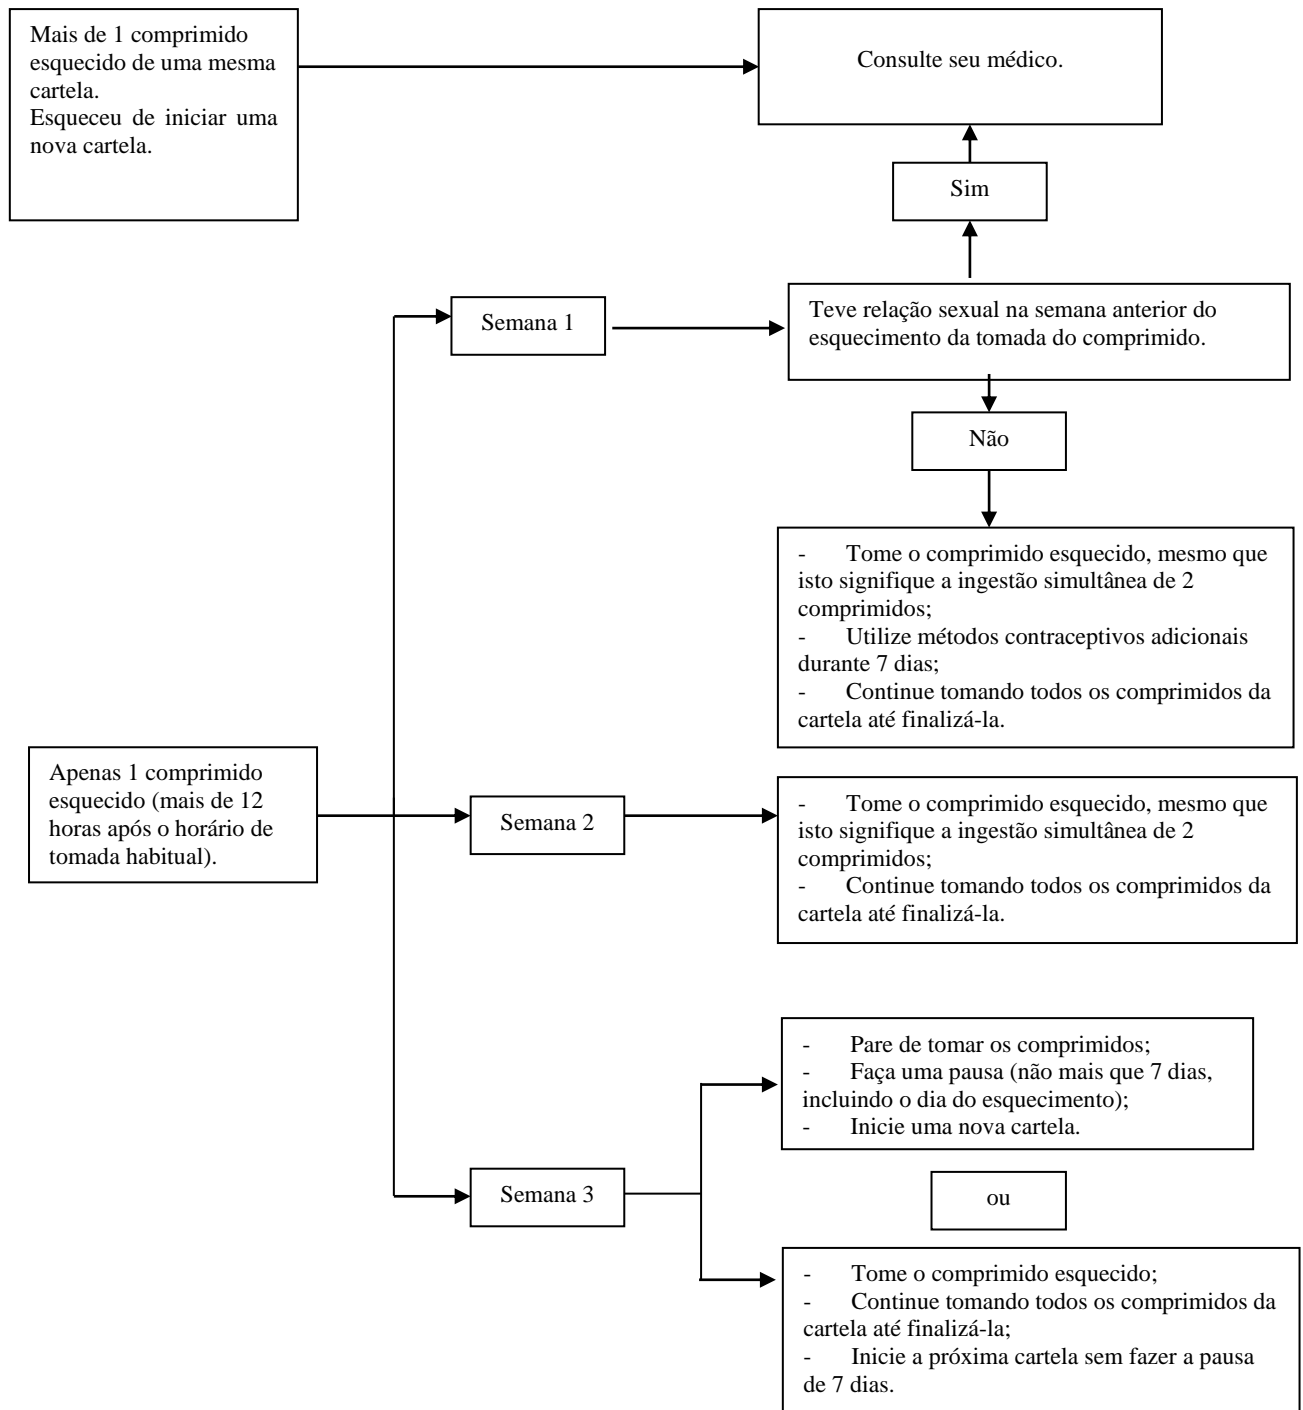 Mais de 1 comprimido
esquecido de uma mesma
cartela.
Esqueceu de iniciar uma
nova cartela.
Consulte seu médico.
Sim
Semana 1
Teve relação sexual na semana anterior do
esquecimento da tomada do comprimido.
Não
- Tome o comprimido esquecido, mesmo que
isto signifique a ingestão simultânea de 2
comprimidos;
- Utilize métodos contraceptivos adicionais
durante 7 dias;
- Continue tomando todos os comprimidos da
cartela até finalizá-la.
Apenas 1 comprimido
esquecido (mais de 12
horas após o horário de
tomada habitual).
Semana 2
- Tome o comprimido esquecido, mesmo que
isto signifique a ingestão simultânea de 2
comprimidos;
- Continue tomando todos os comprimidos da
cartela até finalizá-la.
- Pare de tomar os comprimidos;
- Faça uma pausa (não mais que 7 dias,
incluindo o dia do esquecimento);
- Inicie uma nova cartela.
Semana 3
ou
- Tome o comprimido esquecido;
- Continue tomando todos os comprimidos da
cartela até finalizá-la;
- Inicie a próxima cartela sem fazer a pausa
de 7 dias.